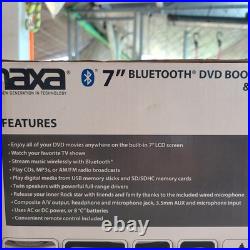 naxa 7" BLUETOOTH® DVD BOO
NEW GENERATION IN TECHNOLOGY &
FEATURES
• Enjoy all of your DVD movies anywhere on the built-in 7" LCD screen
• Watch your favorite TV shows
• Stream music wirelessly with Bluetooth®
• Play CDs, MP3s, or AM/FM radio broadcasts
• Play digital media from USB memory sticks and SD/SDHC memory cards
• Twin speakers with powerful full-range drivers
• Release your inner Rock star with friends and family thanks to the included wired microphone
• Composite A/V output, headphone and microphone jack, 3.5mm AUX and microphone input
• Uses AC or DC power, or 8 "C" batteries
• Convenient carry handle